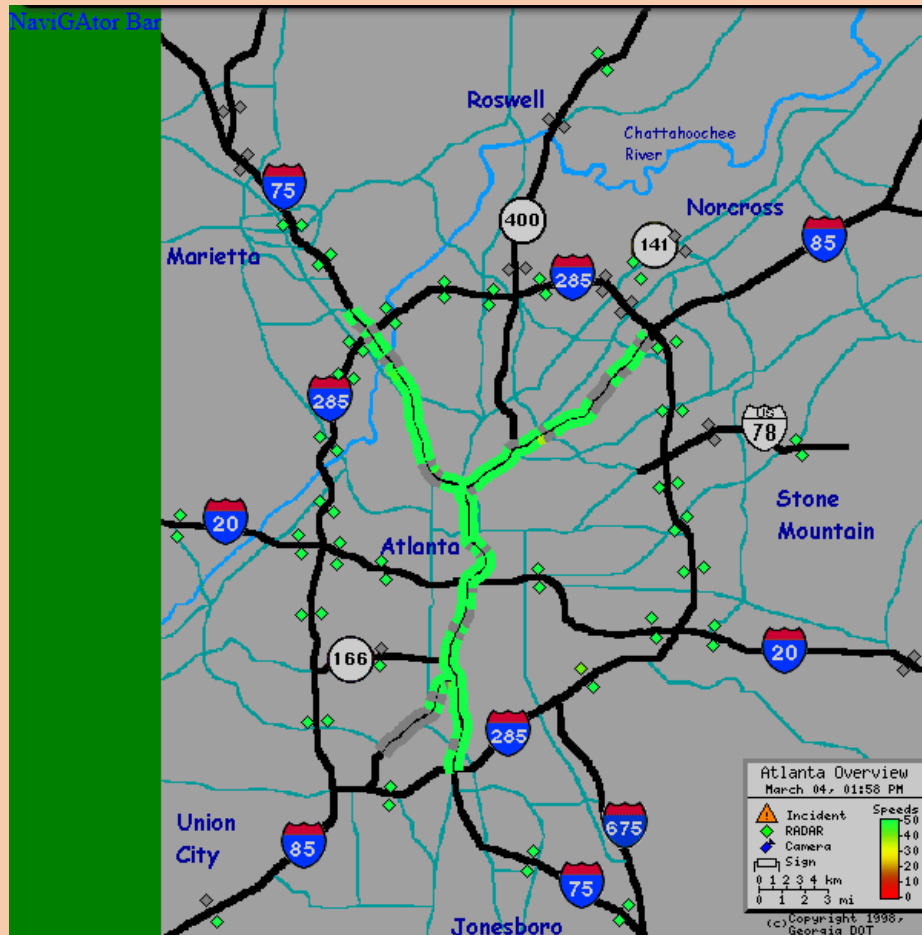 NaviGAtor Bar
Roswell
Chattahoochee
River
75
400
Norcross
141
85
Marietta
285
285
US
78
Stone
Mountain
20
Atlanta
166
20
285
Union
City
85
675
75
Jonesboro
Atlanta Overview
March 04, 01:58 PM
Incident
RADAR
Camera
Sign
0 1 2 3 4 km
0 1 2 3 mi
Speeds
50
40
30
20
10
0
(c)Copyright 1998,
Georgia DOT